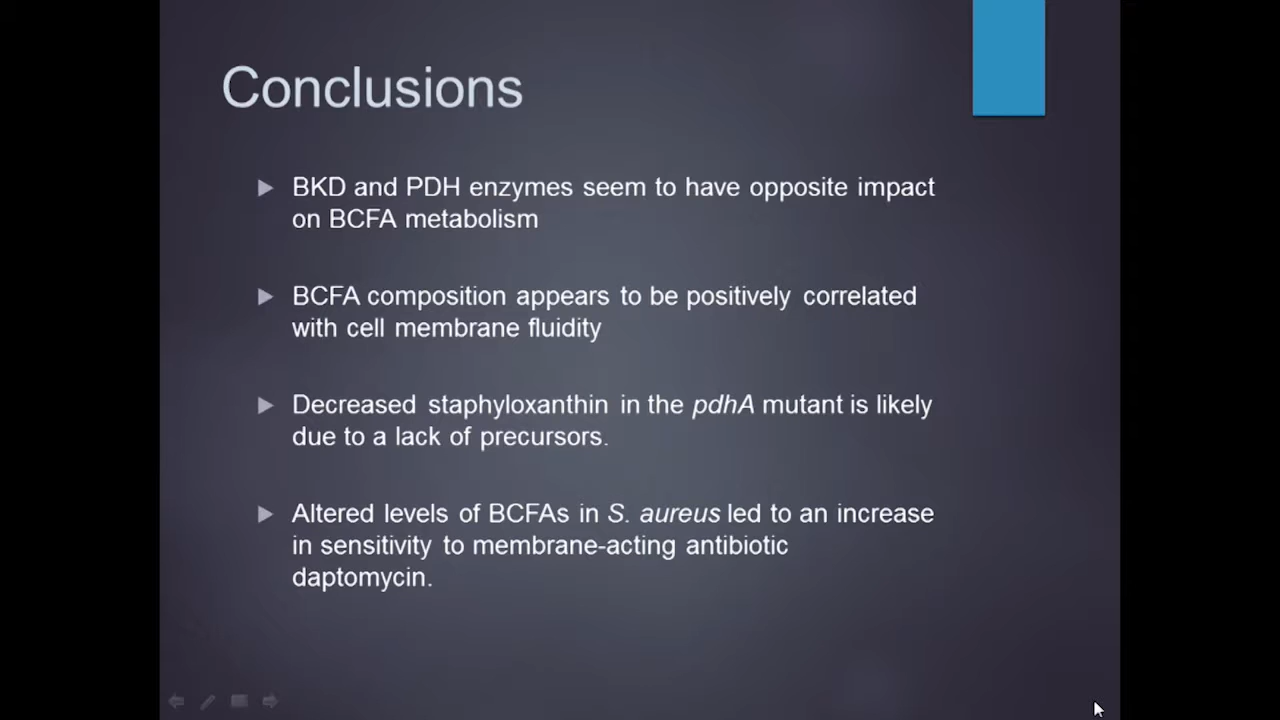 Conclusions
BKD and PDH enzymes seem to have opposite impact
on BCFA metabolism
BCFA composition appears to be positively correlated
with cell membrane fluidity
Decreased staphyloxanthin in the pdhA mutant is likely
due to a lack of precursors.
Altered levels of BCFAs in S. aureus led to an increase
in sensitivity to membrane-acting antibiotic
daptomycin.